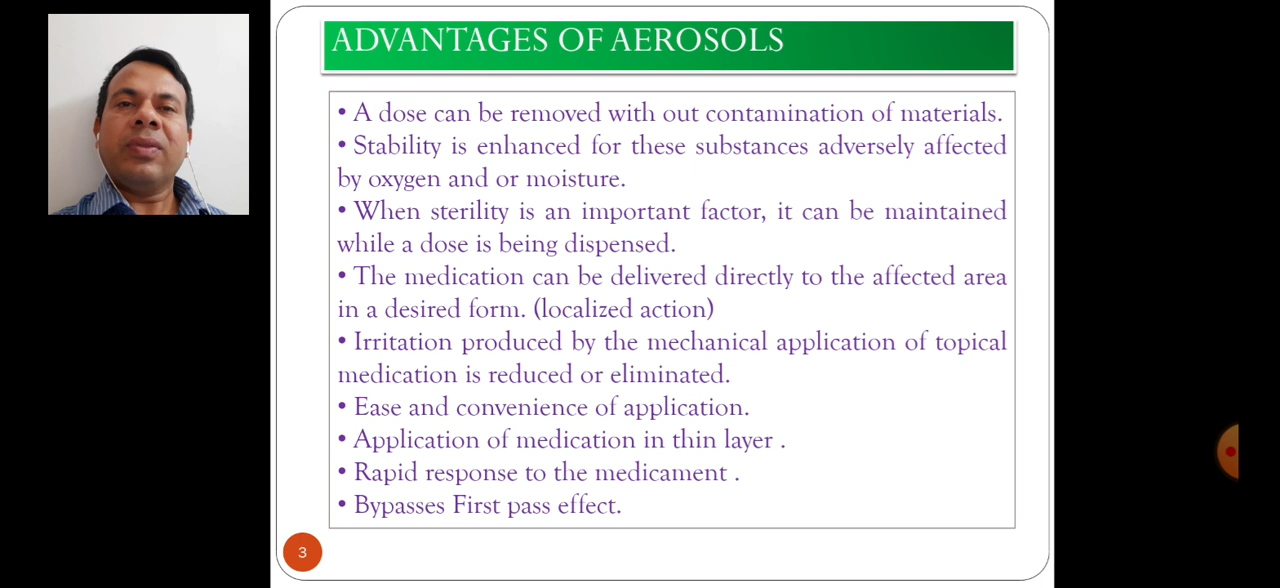 ADVANTAGES OF AEROSOLS
• A dose can be removed with out contamination of materials.
• Stability is enhanced for these substances adversely affected
by oxygen and or moisture.
• When sterility is an important factor, it can be maintained
while a dose is being dispensed.
• The medication can be delivered directly to the affected area
in a desired form. (localized action)
• Irritation produced by the mechanical application of topical
medication is reduced or eliminated.
• Ease and convenience of application.
• Application of medication in thin layer .
• Rapid response to the medicament .
• Bypasses First pass effect.
3